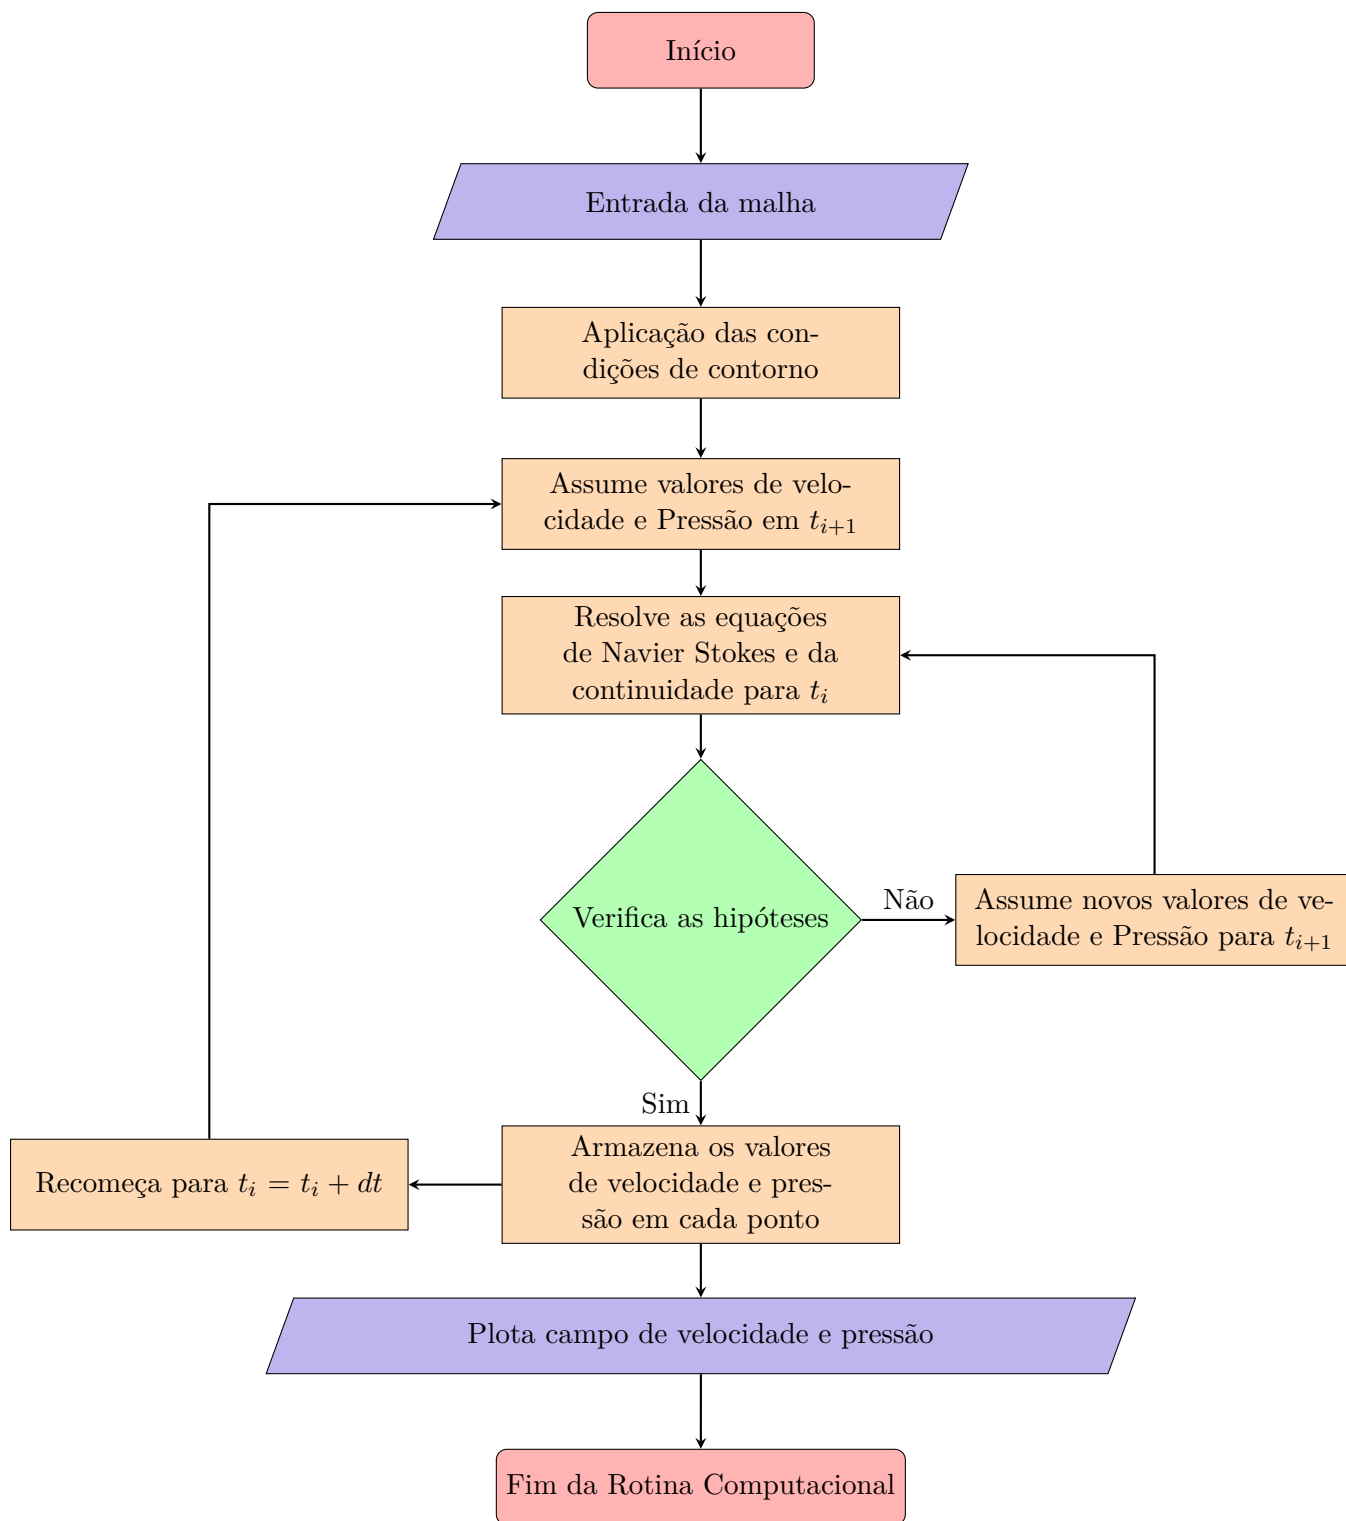 Início
Entrada da malha
Aplicação das con-
dições de contorno
Assume valores de velo-
cidade e Pressão em $t_{i+1}$
Resolve as equações
de Navier Stokes e da
continuidade para $t_i$
Verifica as hipóteses
Não
Assume novos valores de ve-
locidade e Pressão para $t_{i+1}$
Sim
Armazena os valores
de velocidade e pres-
são em cada ponto
Recomeça para $t_i = t_i + dt$
Plota campo de velocidade e pressão
Fim da Rotina Computacional